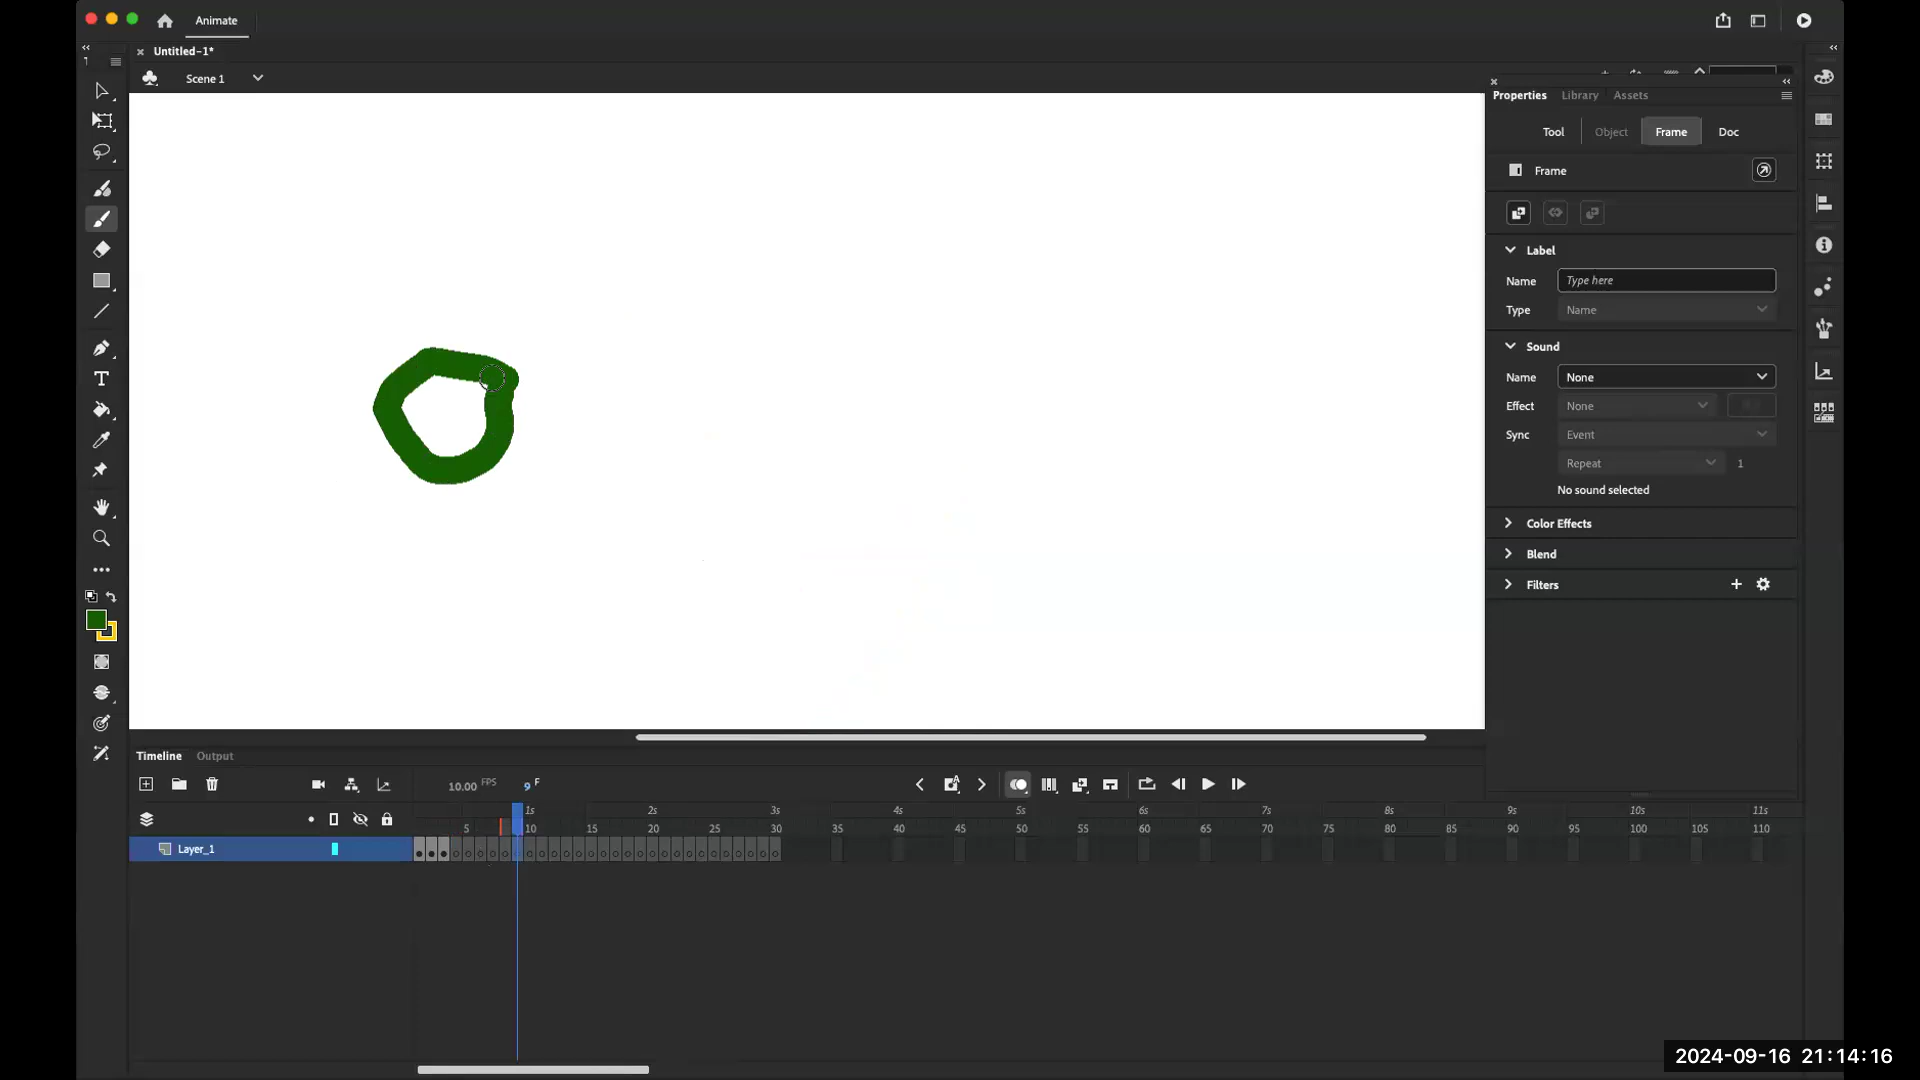 Animate
Untitled-1*
Scene 1
Properties Library Assets
Tool Object Frame Doc
Frame
Label
Name Type here
Type Name
Sound
Name None
Effect None
Sync Event
Repeat 1
No sound selected
Color Effects
Blend
Filters
Timeline Output
10.00 FPS 9 F
1s 2s 3s 4s 5s 6s 7s 8s 9s 10s 11s
5 10 15 20 25 30 35 40 45 50 55 60 65 70 75 80 85 90 95 100 105 110
Layer_1
2024-09-16 21:14:16